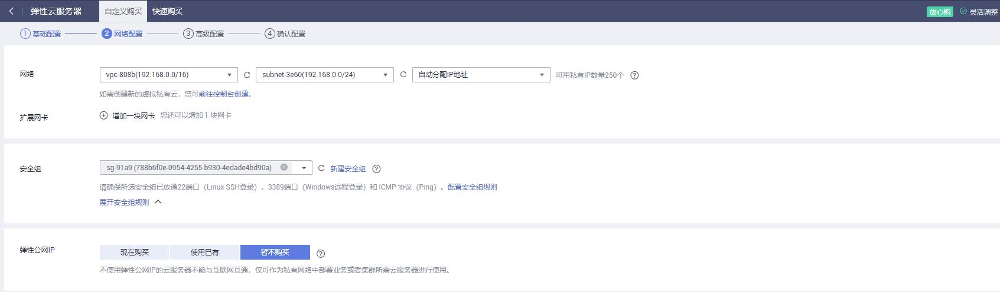 弹性云服务器 自定义购买 快速购买 放心购 灵活调整
1 基础配置 2 网络配置 3 高级配置 4 确认配置
网络 vpc-808b(192.168.0.0/16) subnet-3e60(192.168.0.0/24) 自动分配IP地址 可用私有IP数量250个 ?
如需创建新的虚拟私有云，您可前往控制台创建。
扩展网卡 增加一块网卡 您还可以增加 1 块网卡
安全组 sg-91a9 (788b6f0e-0954-4255-b930-4edade4bd90a) 新建安全组 ?
请确保所选安全组已放通22端口（Linux SSH登录），3389端口（Windows远程登录）和 ICMP 协议（Ping）。配置安全组规则
展开安全组规则
弹性公网IP 现在购买 使用已有 暂不购买 ?
不使用弹性公网IP的云服务器不能与互联网互通，仅可作为私有网络中部署业务或者集群所需云服务器进行使用。